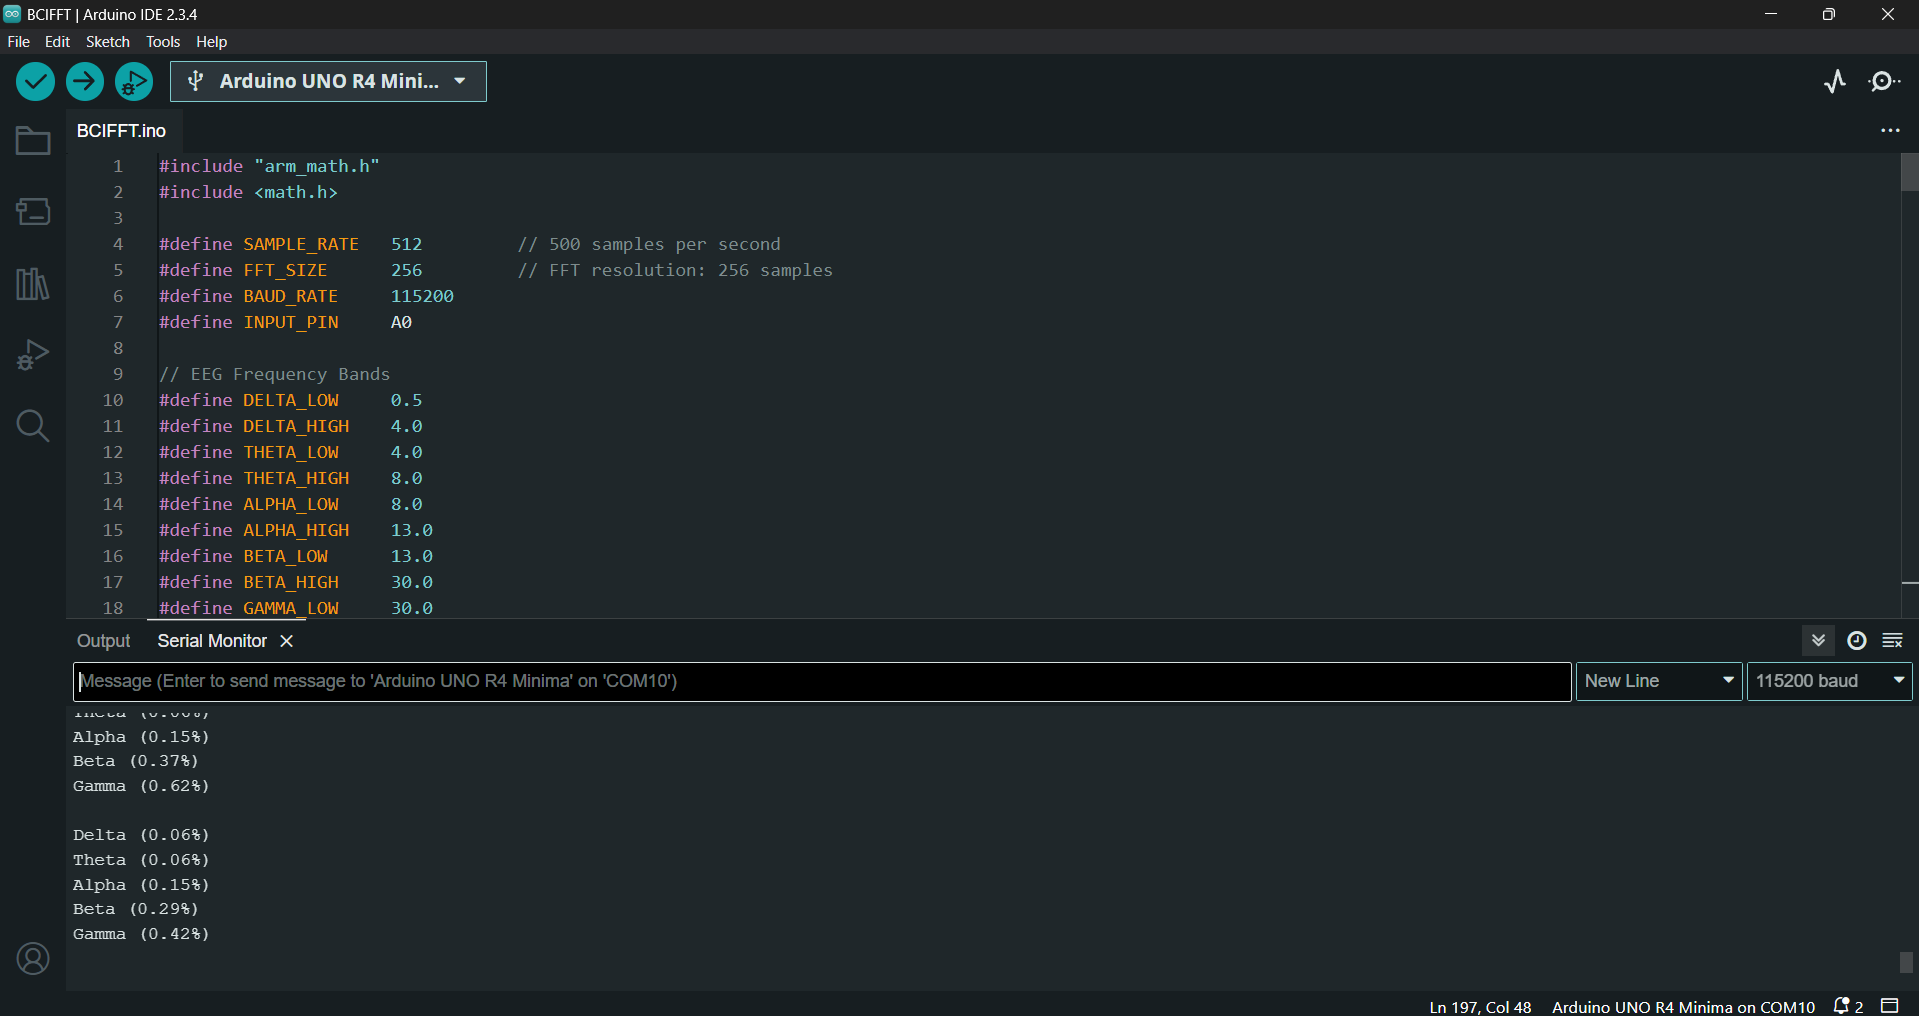 BCIFFT | Arduino IDE 2.3.4
File Edit Sketch Tools Help
Arduino UNO R4 Mini...
BCIFFT.ino
1 #include "arm_math.h"
2 #include <math.h>
3
4 #define SAMPLE_RATE 512 // 500 samples per second
5 #define FFT_SIZE 256 // FFT resolution: 256 samples
6 #define BAUD_RATE 115200
7 #define INPUT_PIN A0
8
9 // EEG Frequency Bands
10 #define DELTA_LOW 0.5
11 #define DELTA_HIGH 4.0
12 #define THETA_LOW 4.0
13 #define THETA_HIGH 8.0
14 #define ALPHA_LOW 8.0
15 #define ALPHA_HIGH 13.0
16 #define BETA_LOW 13.0
17 #define BETA_HIGH 30.0
18 #define GAMMA_LOW 30.0
Output Serial Monitor
Message (Enter to send message to 'Arduino UNO R4 Minima' on 'COM10') New Line 115200 baud
Alpha (0.15%)
Beta (0.37%)
Gamma (0.62%)
Delta (0.06%)
Theta (0.06%)
Alpha (0.15%)
Beta (0.29%)
Gamma (0.42%)
Ln 197, Col 48 Arduino UNO R4 Minima on COM10 2